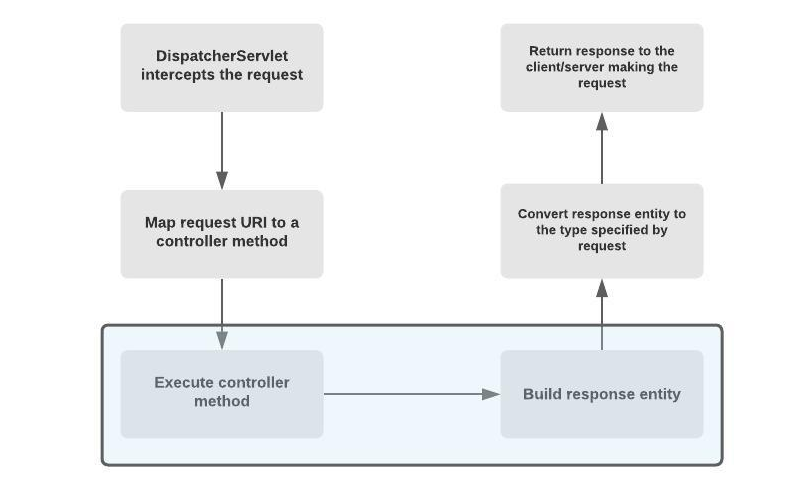 DispatcherServlet
intercepts the request
Map request URI to a
controller method
Execute controller
method
Build response entity
Convert response entity to
the type specified by
request
Return response to the
client/server making the
request